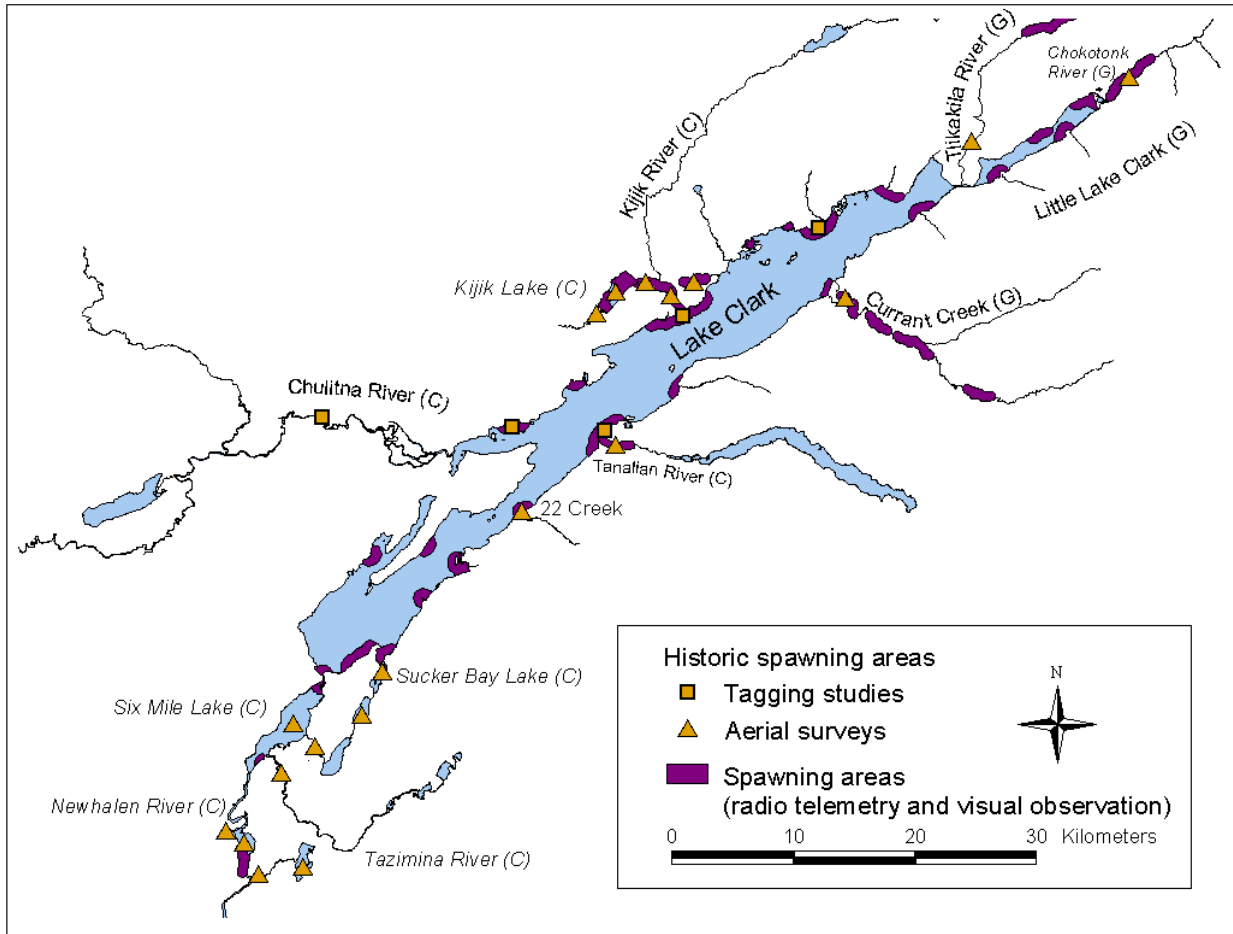 Chokotonk
River (G)
Tlikakila River (G)
Kijik River (C)
Little Lake Clark (G)
Kijik Lake (C)
Lake Clark
Currant Creek (G)
Chulitna River (C)
Tanalian River (C)
22 Creek
Sucker Bay Lake (C)
Six Mile Lake (C)
Newhalen River (C)
Tazimina River (C)
Historic spawning areas
Tagging studies
Aerial surveys
N
Spawning areas
(radio telemetry and visual observation)
0 10 20 30 Kilometers